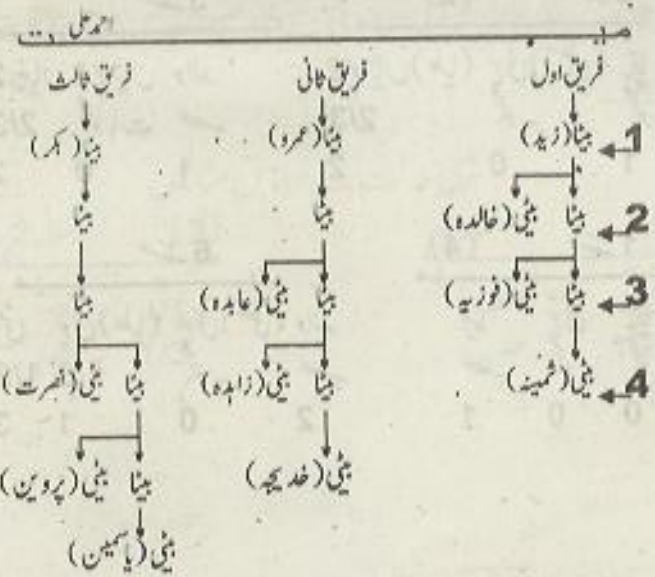 میـــت احمد علی
فریق اول فریق ثانی فریق ثالث
1 بیٹا (زید) بیٹا (عمرو) بیٹا (بکر)
2 بیٹا بیٹی (خالدہ) بیٹا بیٹا
3 بیٹا بیٹی (فوزیہ) بیٹا بیٹی (عابدہ) بیٹا
4 بیٹی (ثمینہ) بیٹا بیٹی (زاہدہ) بیٹا بیٹی (نصرت)
بیٹی (خدیجہ) بیٹا بیٹی (پروین)
بیٹی (یاسمین)